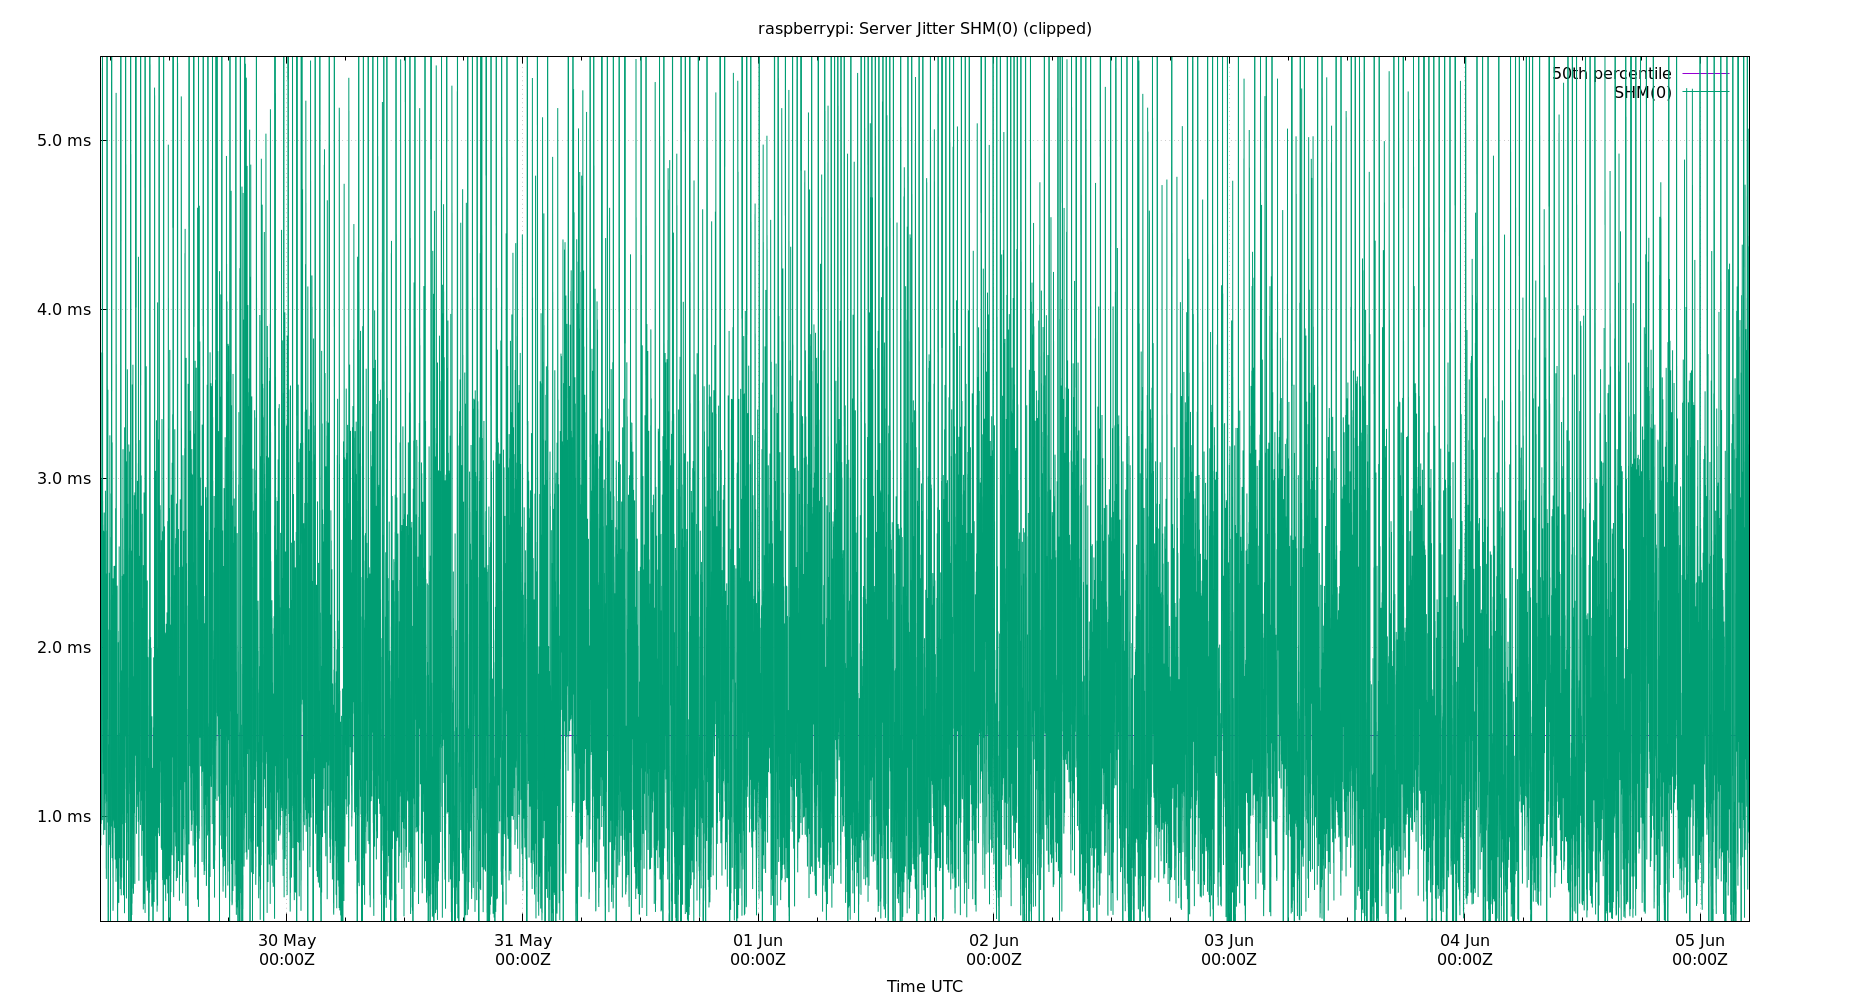 raspberrypi: Server Jitter SHM(0) (clipped)
50th percentile
SHM(0)
5.0 ms
4.0 ms
3.0 ms
2.0 ms
1.0 ms
30 May 31 May 01 Jun 02 Jun 03 Jun 04 Jun 05 Jun
00:00Z 00:00Z 00:00Z 00:00Z 00:00Z 00:00Z 00:00Z
Time UTC